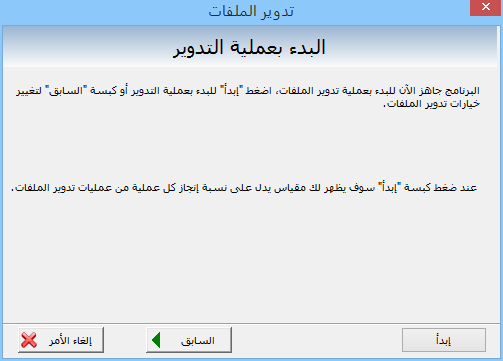 تدوير الملفات
البدء بعملية التدوير
البرنامج جاهز الآن للبدء بعملية تدوير الملفات، اضغط "إبدأ" للبدء بعملية التدوير أو كبسة "السابق" لتغيير
خيارات تدوير الملفات.
عند ضغط كبسة "إبدأ" سوف يظهر لك مقياس يدل على نسبة إنجاز كل عملية من عمليات تدوير الملفات.
إبدأ
السابق
إلغاء الأمر